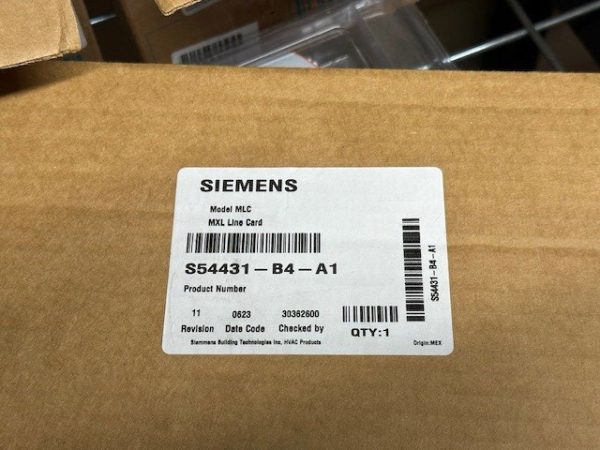 SIEMENS
Model MLC
MXL Line Card
S54431-B4-A1
Product Number
11 0623 30362600
Revision Date Code Checked by
QTY:1
Siemmens Building Technologies Inc, HVAC Products
Origin:MEX
S54431-B4-A1